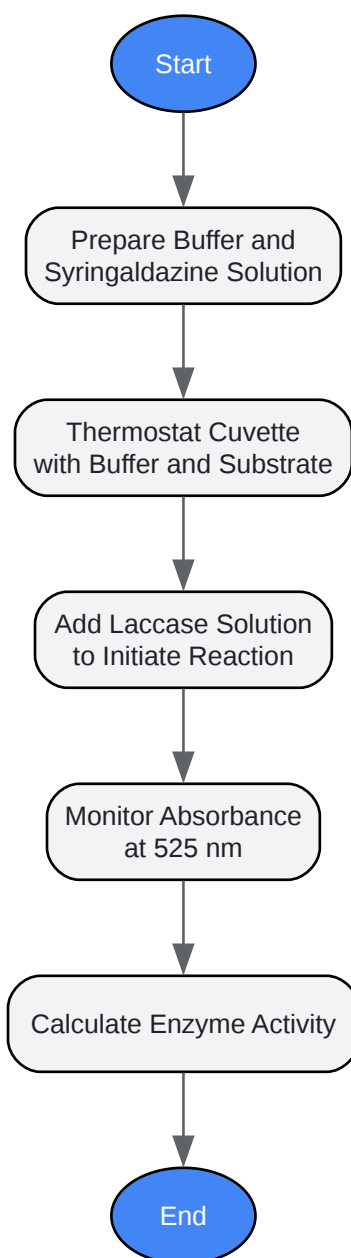 Start
Prepare Buffer and
Syringaldazine Solution
Thermostat Cuvette
with Buffer and Substrate
Add Laccase Solution
to Initiate Reaction
Monitor Absorbance
at 525 nm
Calculate Enzyme Activity
End